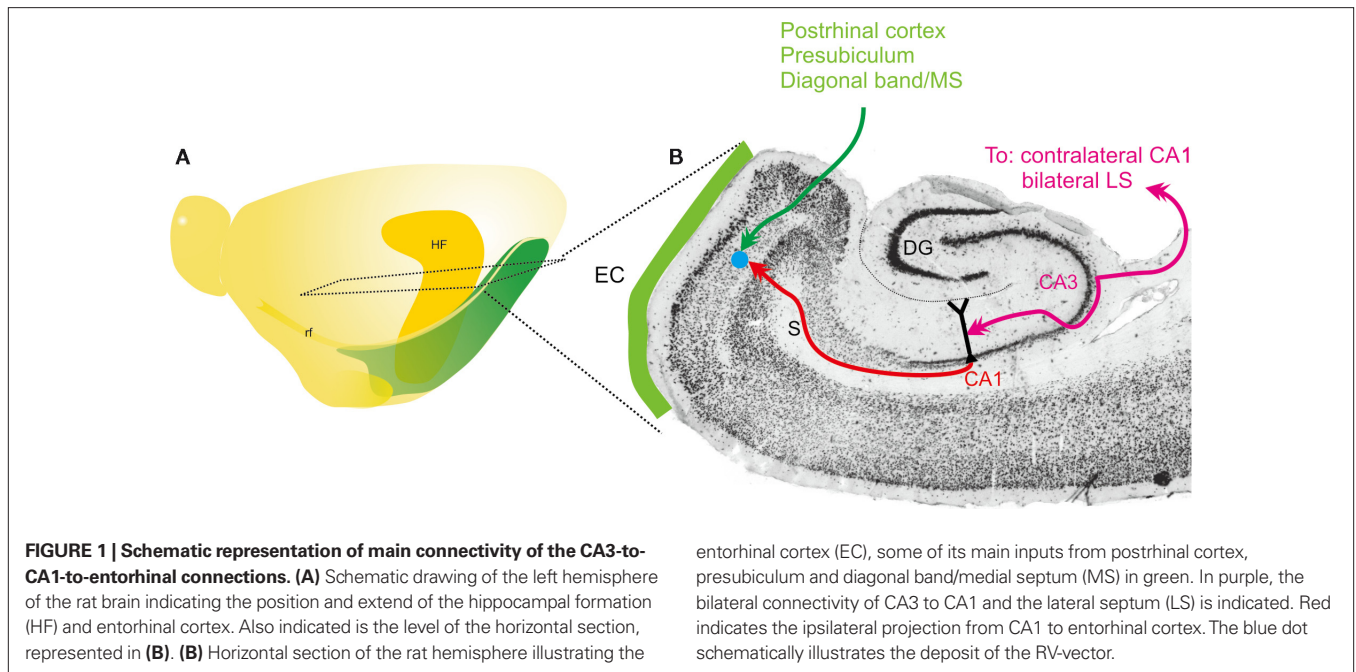 Postrhinal cortex
Presubiculum
Diagonal band/MS
A
B
To: contralateral CA1
bilateral LS
HF
DG
EC
CA3
rf
S
CA1
FIGURE 1 | Schematic representation of main connectivity of the CA3-to-
CA1-to-entorhinal connections. (A) Schematic drawing of the left hemisphere
of the rat brain indicating the position and extend of the hippocampal formation
(HF) and entorhinal cortex. Also indicated is the level of the horizontal section,
represented in (B). (B) Horizontal section of the rat hemisphere illustrating the
entorhinal cortex (EC), some of its main inputs from postrhinal cortex,
presubiculum and diagonal band/medial septum (MS) in green. In purple, the
bilateral connectivity of CA3 to CA1 and the lateral septum (LS) is indicated. Red
indicates the ipsilateral projection from CA1 to entorhinal cortex. The blue dot
schematically illustrates the deposit of the RV-vector.